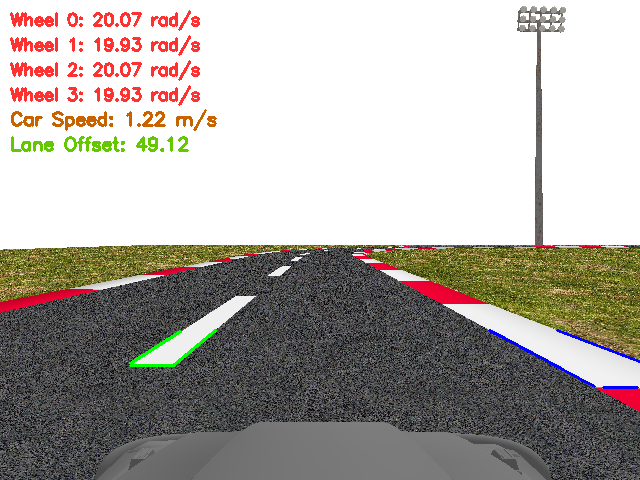 Wheel 0: 20.07 rad/s
Wheel 1: 19.93 rad/s
Wheel 2: 20.07 rad/s
Wheel 3: 19.93 rad/s
Car Speed: 1.22 m/s
Lane Offset: 49.12